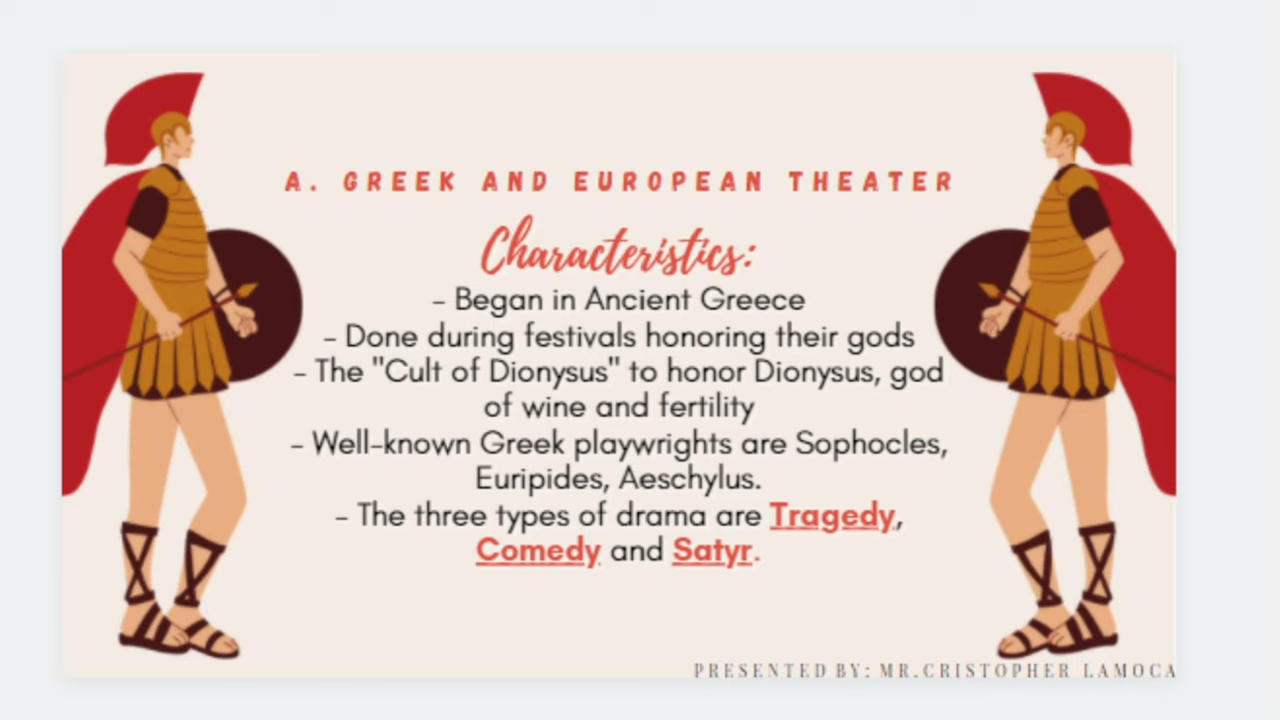 A. GREEK AND EUROPEAN THEATER
Characteristics:
- Began in Ancient Greece
- Done during festivals honoring their gods
- The "Cult of Dionysus" to honor Dionysus, god
of wine and fertility
- Well-known Greek playwrights are Sophocles,
Euripides, Aeschylus.
- The three types of drama are Tragedy,
Comedy and Satyr.
PRESENTED BY: MR.CRISTOPHER LAMOCA